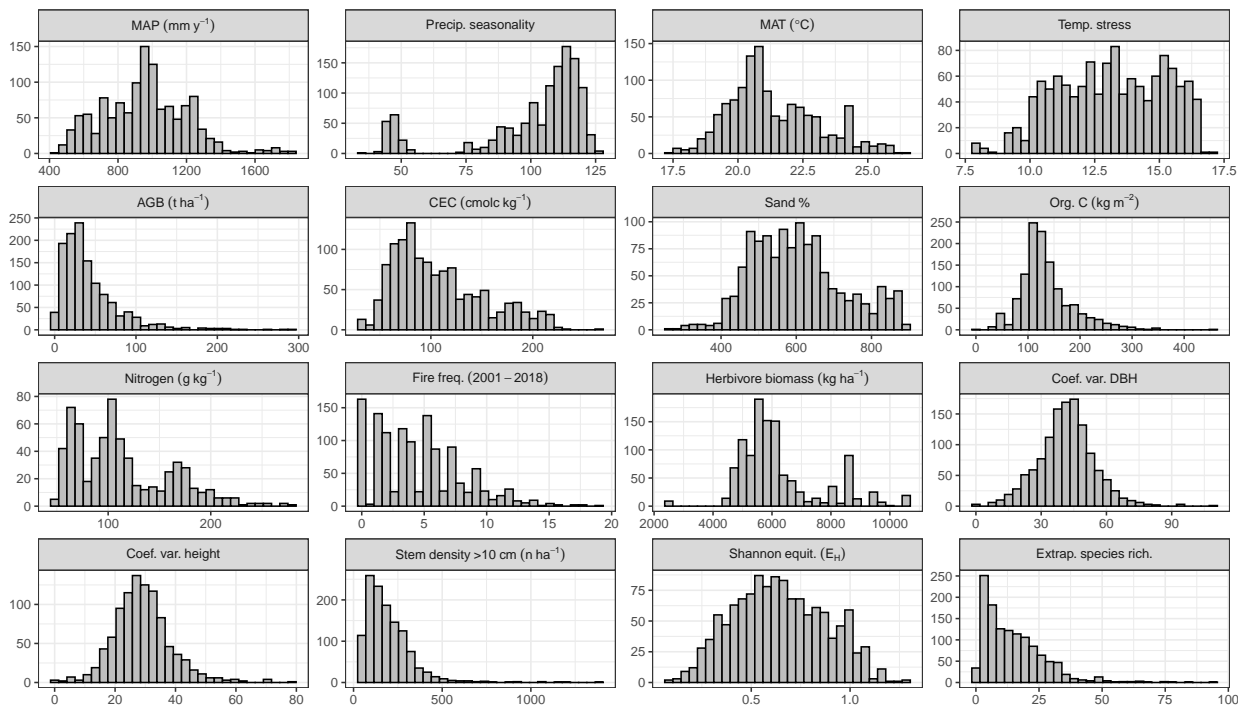 MAP (mm y⁻¹) Precip. seasonality MAT (°C) Temp. stress
150 100 50 0 150 100 50 0 150 100 50 0 80 60 40 20 0
400 800 1200 1600 50 75 100 125 17.5 20.0 22.5 25.0 7.5 10.0 12.5 15.0 17.5
AGB (t ha⁻¹) CEC (cmolc kg⁻¹) Sand % Org. C (kg m⁻²)
250 200 150 100 50 0 100 50 0 100 75 50 25 0 250 200 150 100 50 0
0 100 200 300 100 200 400 600 800 0 100 200 300 400
Nitrogen (g kg⁻¹) Fire freq. (2001 – 2018) Herbivore biomass (kg ha⁻¹) Coef. var. DBH
80 60 40 20 0 150 100 50 0 150 100 50 0 150 100 50 0
100 200 0 5 10 15 20 2000 4000 6000 8000 10000 0 30 60 90
Coef. var. height Stem density >10 cm (n ha⁻¹) Shannon equit. (E_H) Extrap. species rich.
100 50 0 200 100 0 75 50 25 0 250 200 150 100 50 0
0 20 40 60 80 0 500 1000 0.5 1.0 0 25 50 75 100